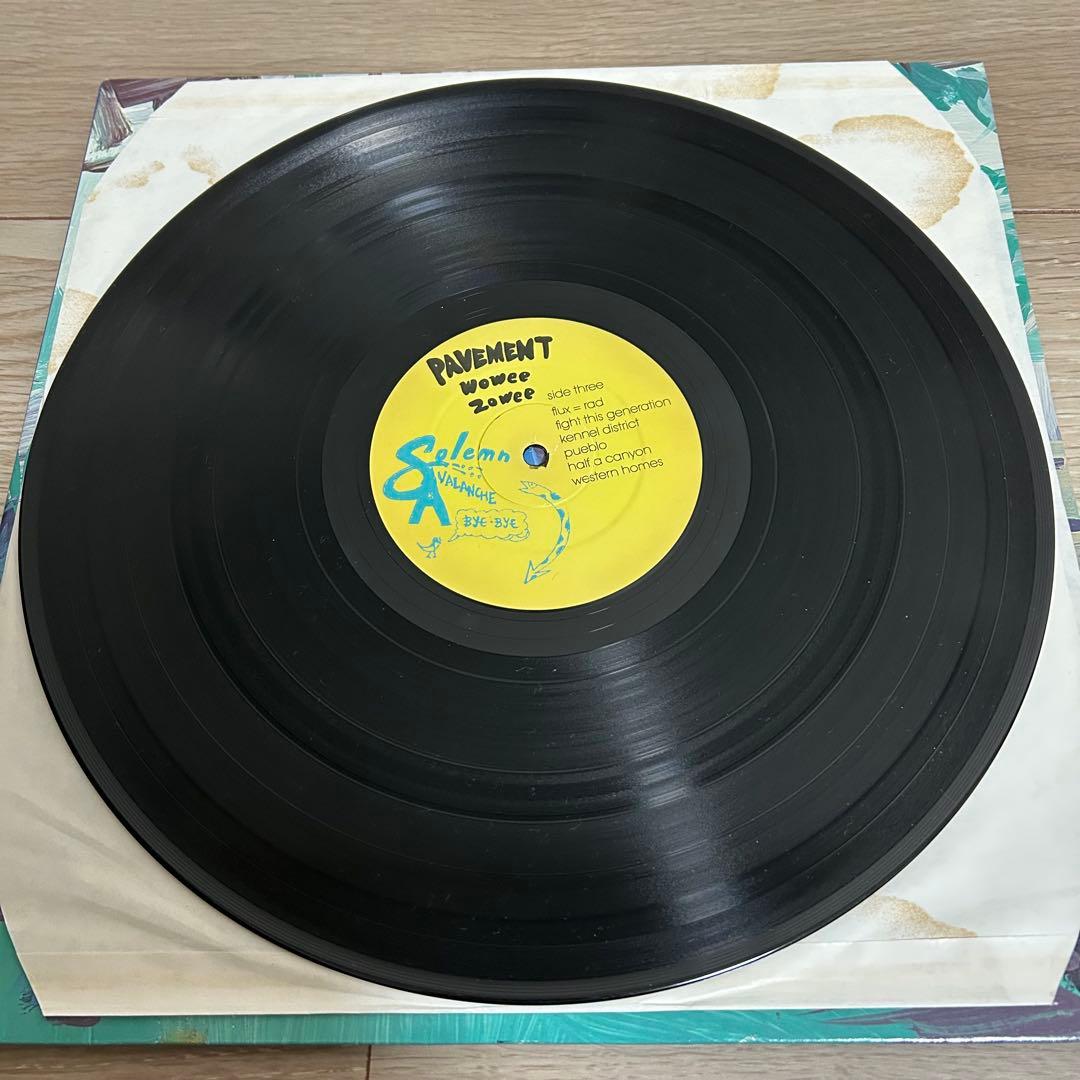 PAVEMENT
wowee
zowee
side three
flux = rad
fight this generation
kennel district
pueblo
half a canyon
western homes
Solemn
AVALANCHE
BYE-BYE